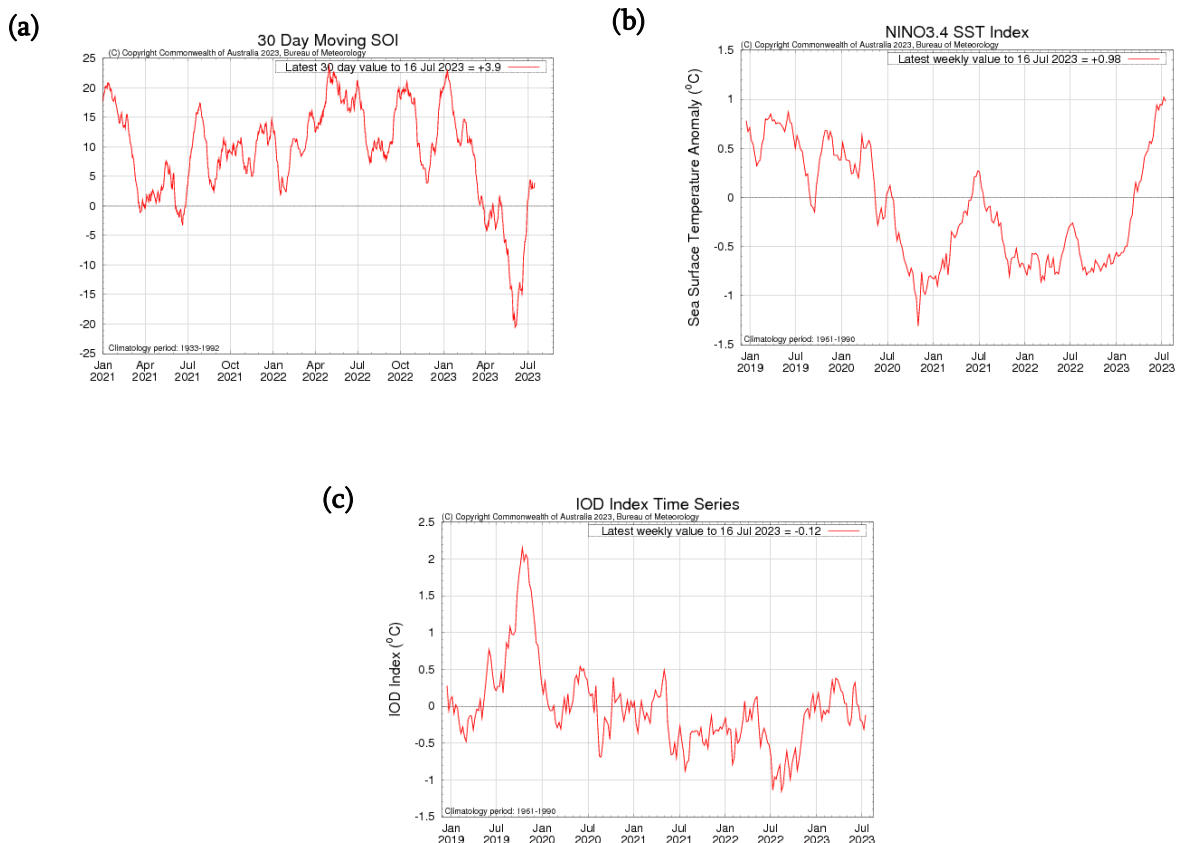 (a)
30 Day Moving SOI
(C) Copyright Commonwealth of Australia 2023, Bureau of Meteorology
Latest 30 day value to 16 Jul 2023 = +3.9
25
20
15
10
5
0
-5
-10
-15
-20
-25
Climatology period: 1933-1992
Jan Apr Jul Oct Jan Apr Jul Oct Jan Apr Jul
2021 2021 2021 2021 2022 2022 2022 2022 2023 2023 2023
(b)
NINO3.4 SST Index
(C) Copyright Commonwealth of Australia 2023, Bureau of Meteorology
Latest weekly value to 16 Jul 2023 = +0.98
Sea Surface Temperature Anomaly (⁰C)
1.5
1
0.5
0
-0.5
-1
-1.5
Climatology period: 1961-1990
Jan Jul Jan Jul Jan Jul Jan Jul Jan Jul
2019 2019 2020 2020 2021 2021 2022 2022 2023 2023
(c)
IOD Index Time Series
(C) Copyright Commonwealth of Australia 2023, Bureau of Meteorology
Latest weekly value to 16 Jul 2023 = -0.12
IOD Index (⁰C)
2.5
2
1.5
1
0.5
0
-0.5
-1
-1.5
Climatology period: 1961-1990
Jan Jul Jan Jul Jan Jul Jan Jul Jan Jul
2019 2019 2020 2020 2021 2021 2022 2022 2023 2023